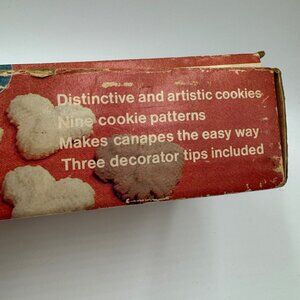 Distinctive and artistic cookies
Nine cookie patterns
Makes canapes the easy way
Three decorator tips included